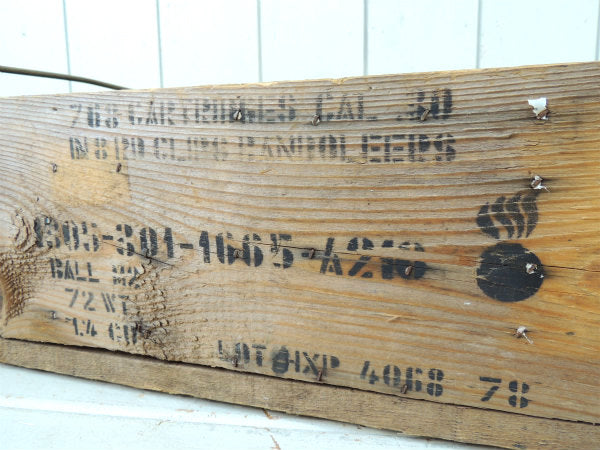 768 CARTRIDGES CAL .30
IN 8 RD CLIPS BANDOLEERS
1305-301-1665-A218
BALL M2
72 WT.
1.4 CU.
LOT HXP 4068 78